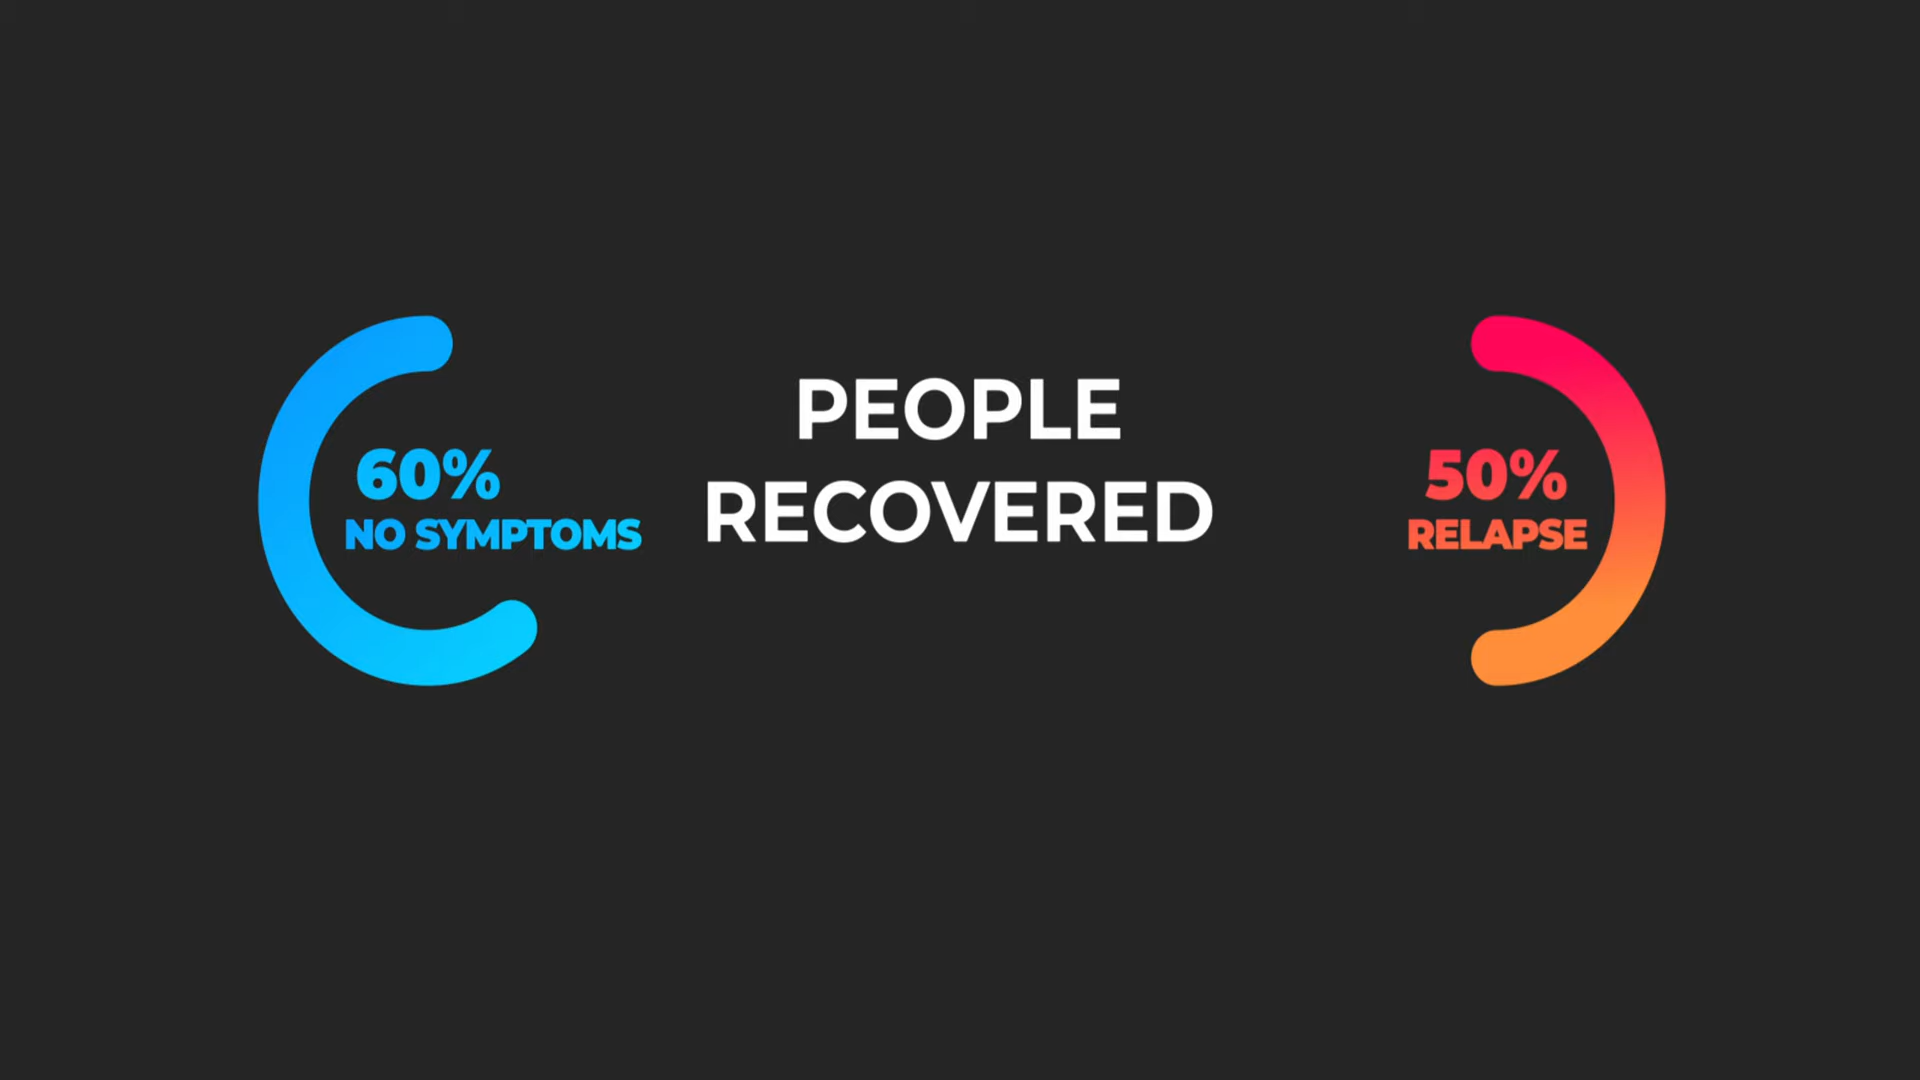 60%
NO SYMPTOMS
PEOPLE
RECOVERED
50%
RELAPSE